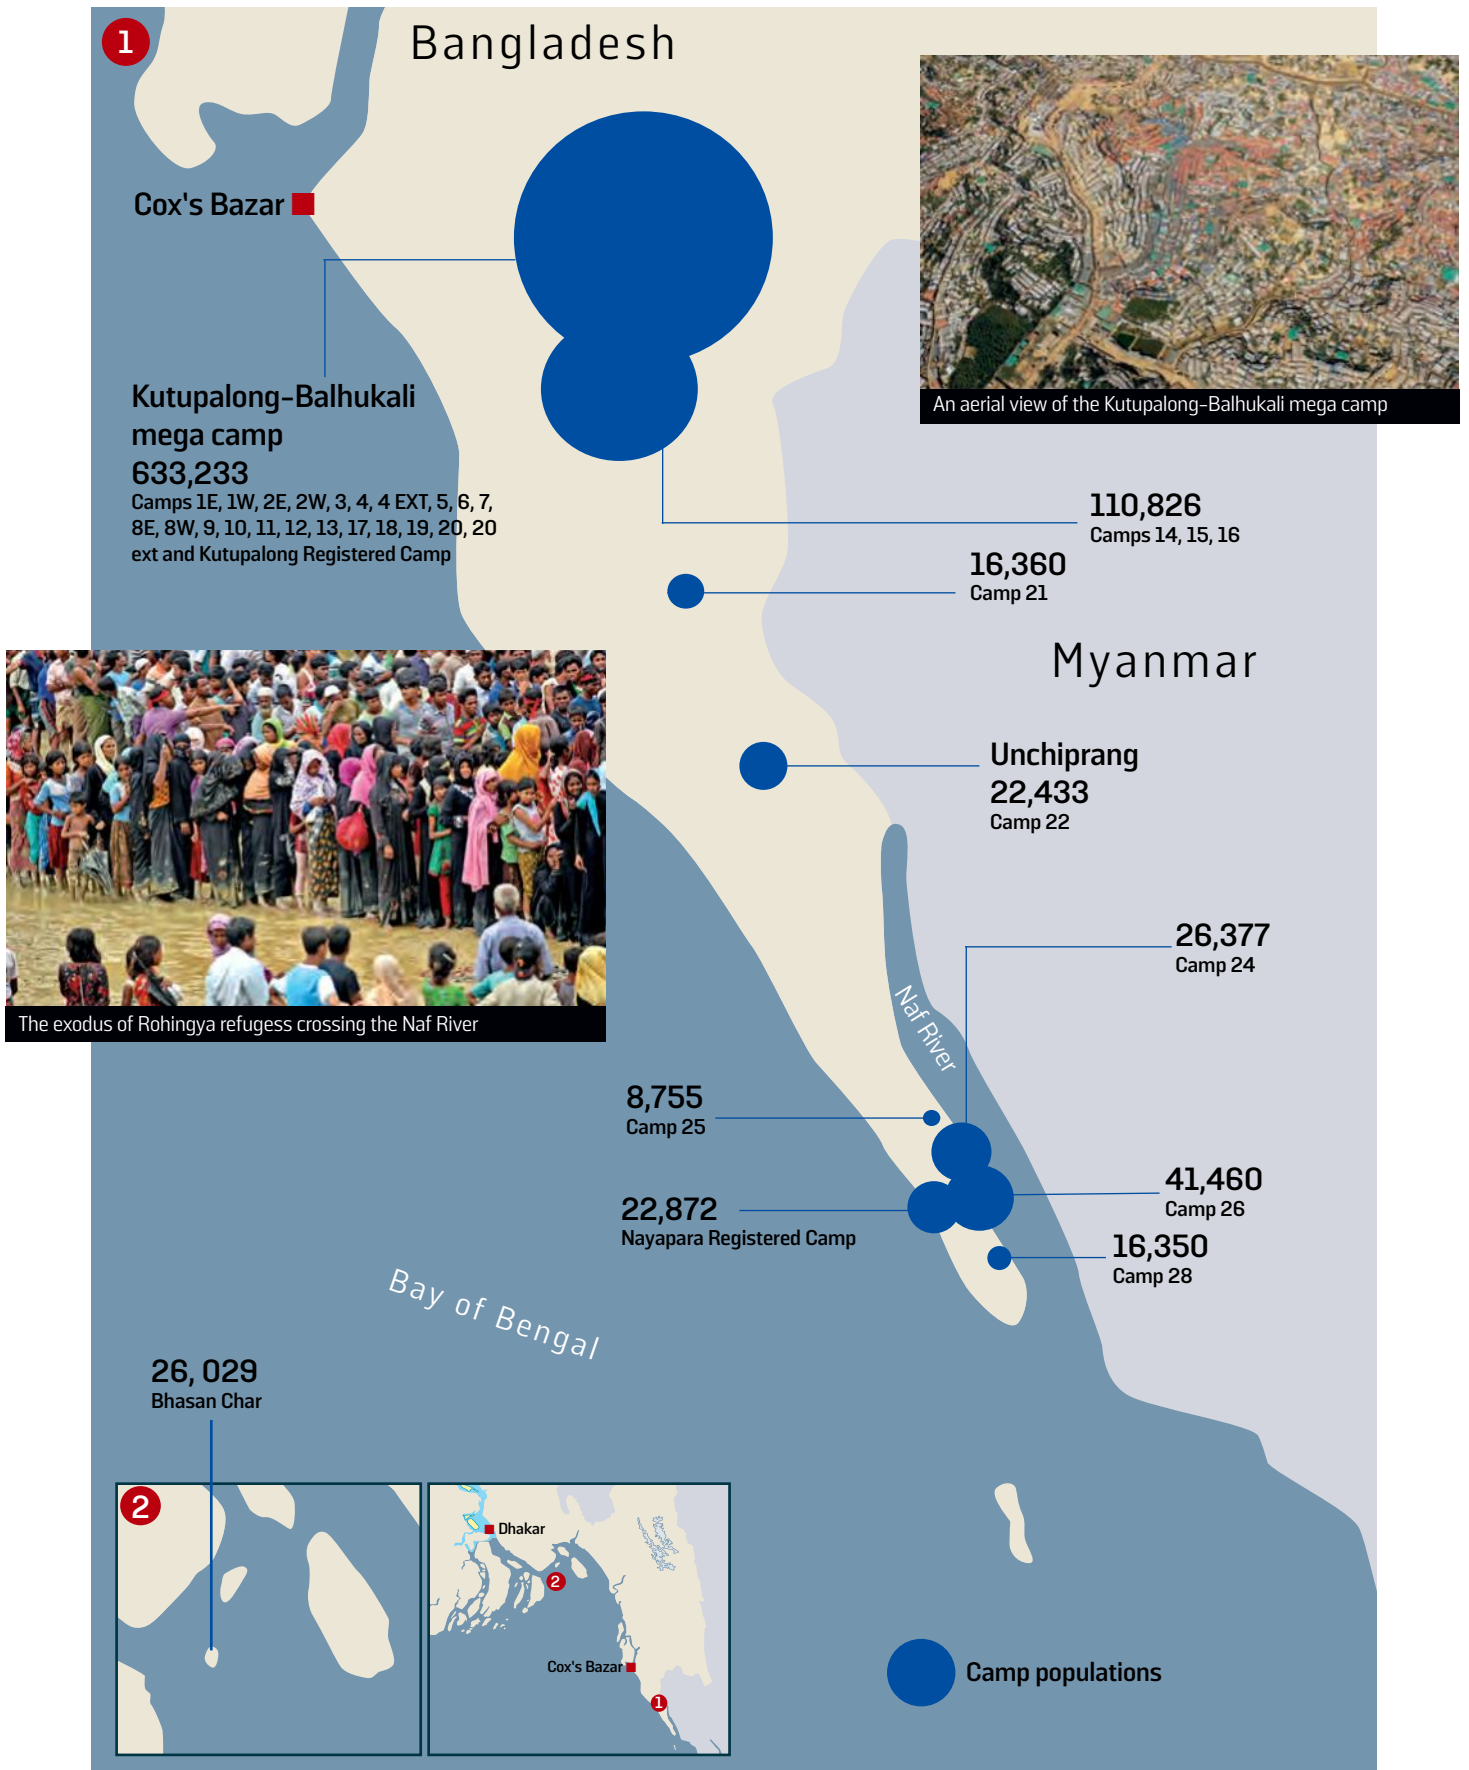 1
Bangladesh
Cox's Bazar
An aerial view of the Kutupalong-Balhukali mega camp
Kutupalong-Balhukali
mega camp
633,233
Camps 1E, 1W, 2E, 2W, 3, 4, 4 EXT, 5, 6, 7,
8E, 8W, 9, 10, 11, 12, 13, 17, 18, 19, 20, 20
ext and Kutupalong Registered Camp
110,826
Camps 14, 15, 16
16,360
Camp 21
Myanmar
Unchiprang
22,433
Camp 22
26,377
Camp 24
Naf River
The exodus of Rohingya refugess crossing the Naf River
8,755
Camp 25
41,460
Camp 26
22,872
Nayapara Registered Camp
16,350
Camp 28
Bay of Bengal
26, 029
Bhasan Char
2
Dhakar
2
Cox's Bazar
1
Camp populations